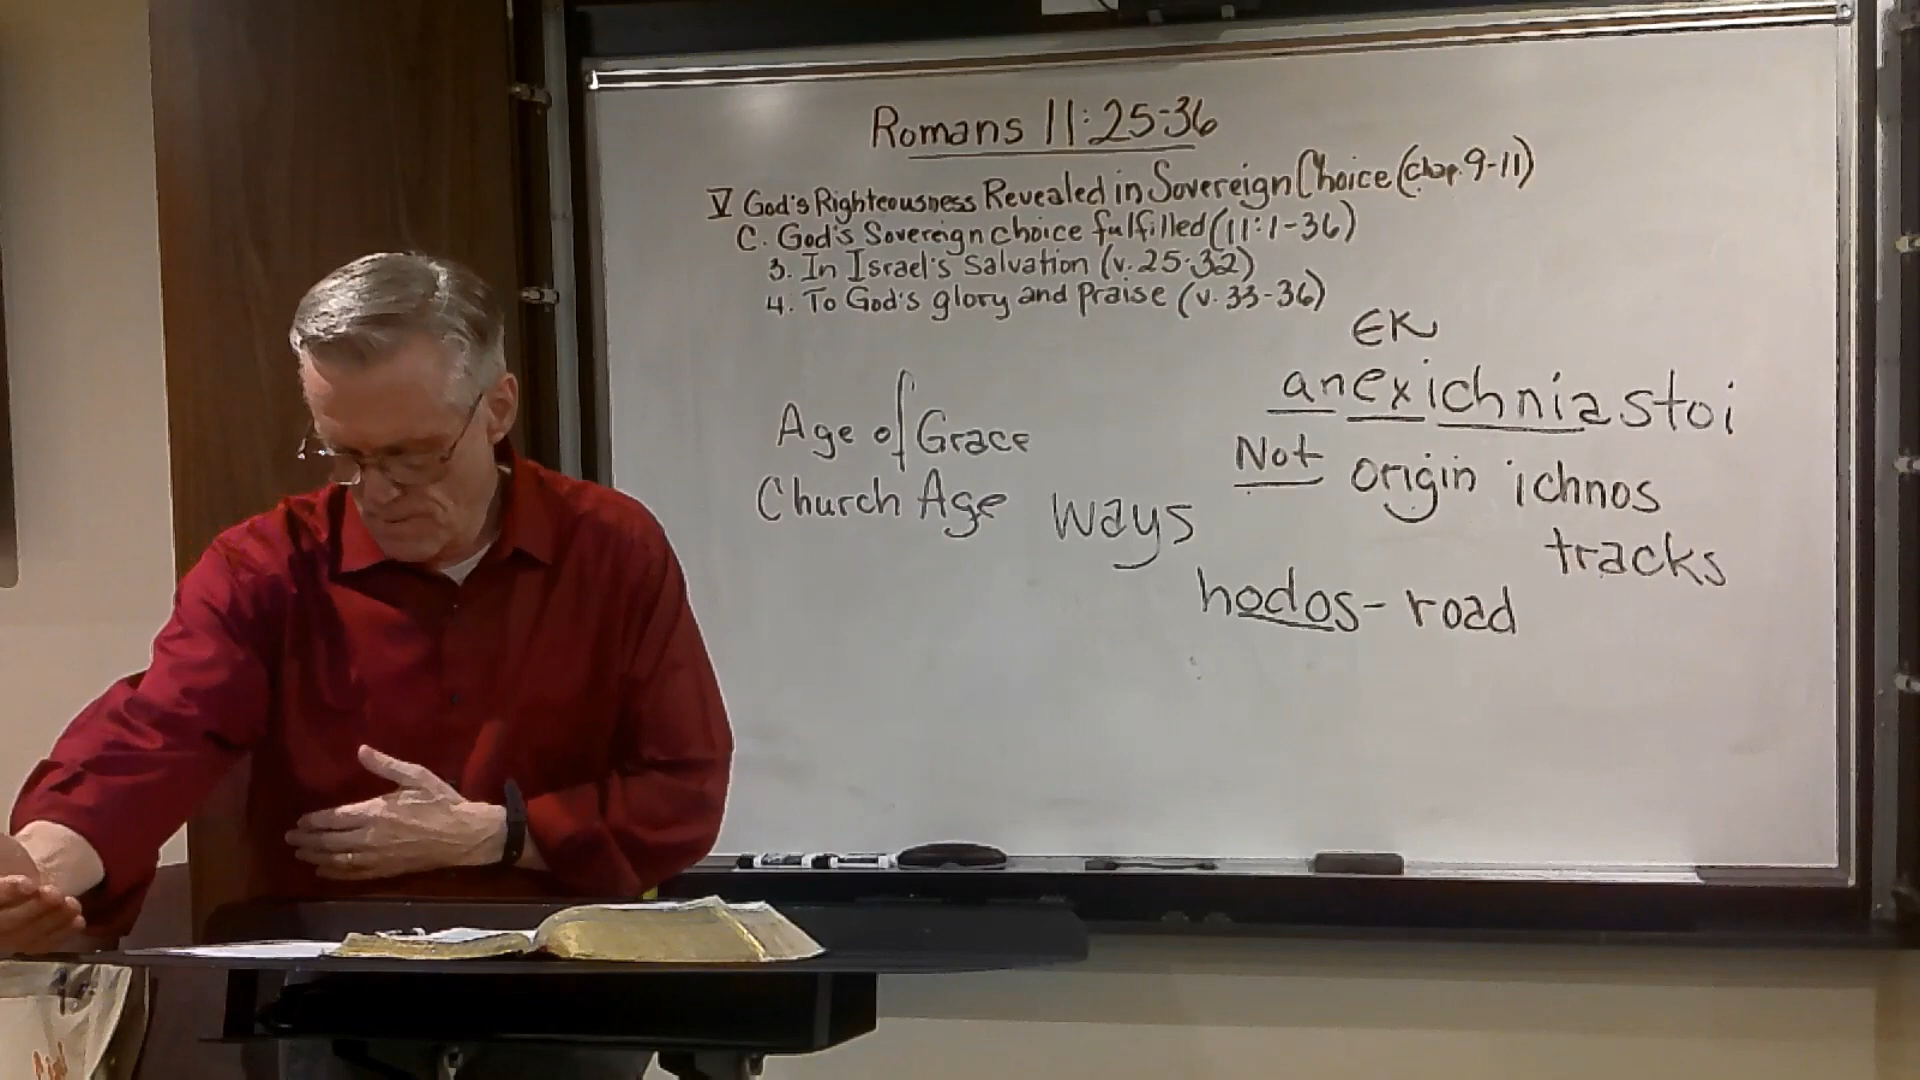 Romans 11:25-36
V God's Righteousness Revealed in Sovereign Choice (chap. 9-11)
C. God's Sovereign choice fulfilled (11:1-36)
3. In Israel's Salvation (v. 25-32)
4. To God's glory and Praise (v. 33-36)
EK
anexichniastoi
Not origin ichnos
tracks
Age of Grace
Church Age
ways
hodos - road